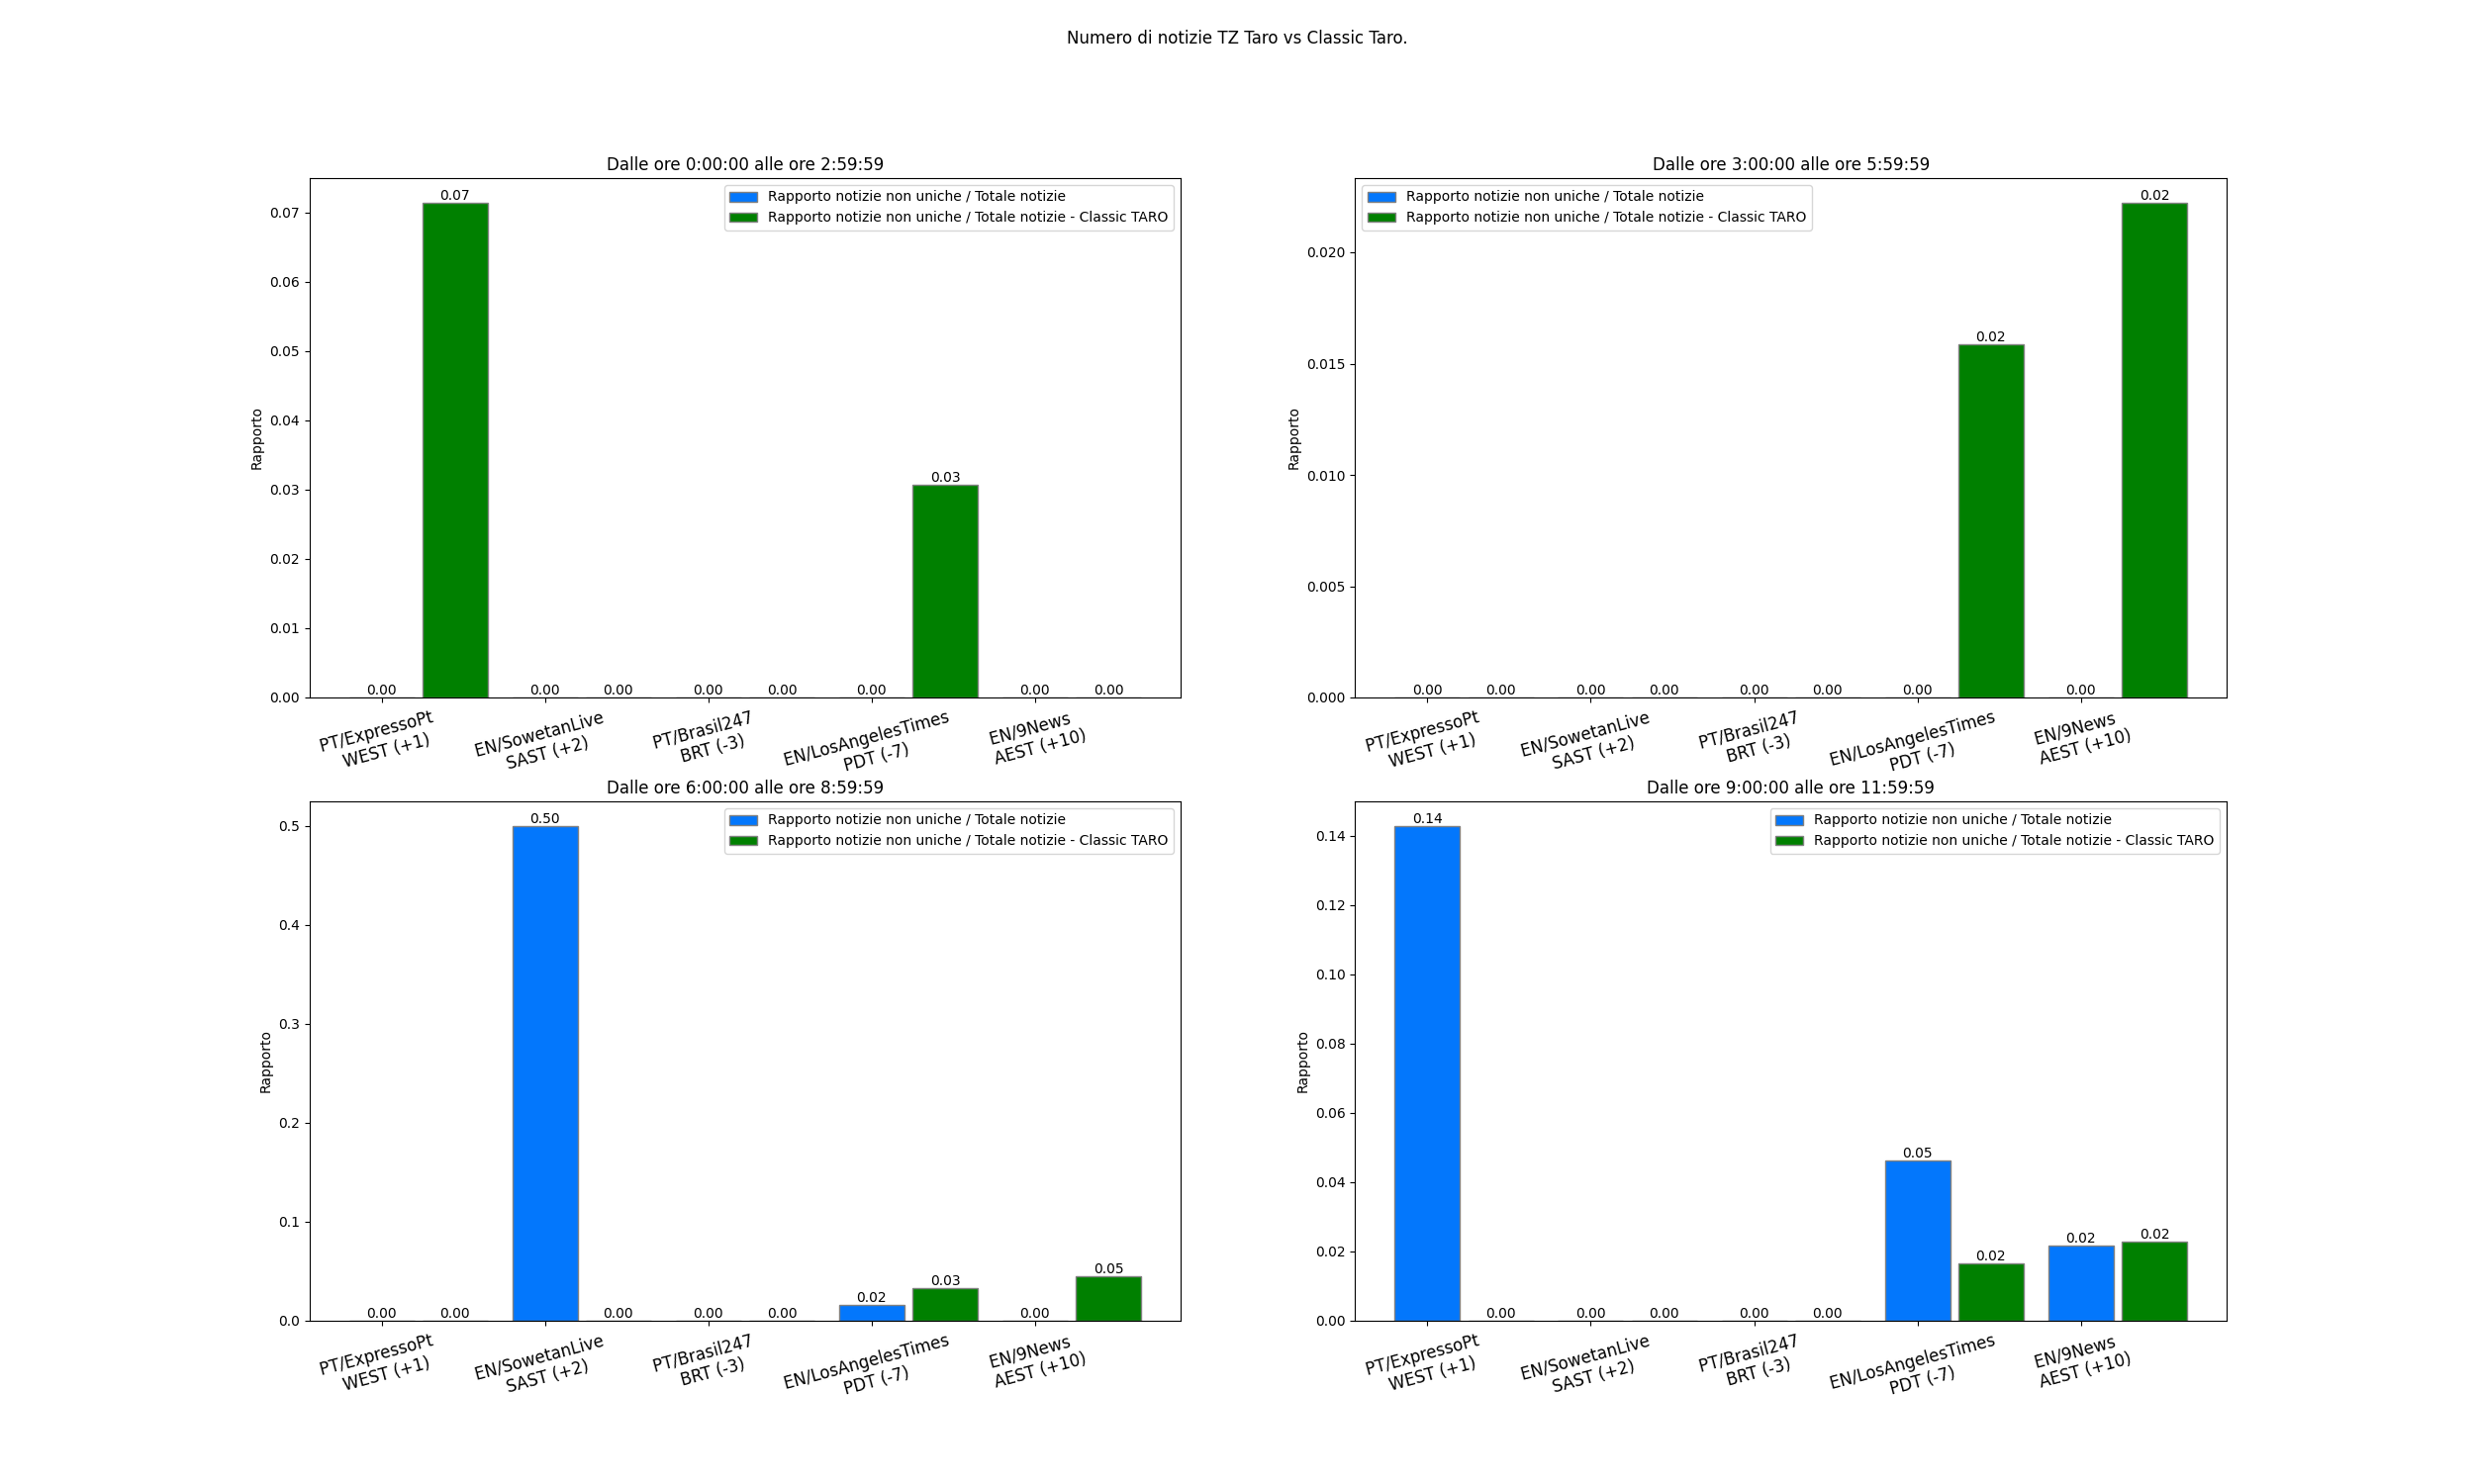 Numero di notizie TZ Taro vs Classic Taro.
Dalle ore 0:00:00 alle ore 2:59:59
Rapporto notizie non uniche / Totale notizie
Rapporto notizie non uniche / Totale notizie - Classic TARO
Rapporto
0.07
0.06
0.05
0.04
0.03
0.02
0.01
0.00
0.00
0.07
0.00
0.00
0.00
0.00
0.00
0.03
0.00
0.00
PT/ExpressoPt
WEST (+1)
EN/SowetanLive
SAST (+2)
PT/Brasil247
BRT (-3)
EN/LosAngelesTimes
PDT (-7)
EN/9News
AEST (+10)
Dalle ore 3:00:00 alle ore 5:59:59
Rapporto notizie non uniche / Totale notizie
Rapporto notizie non uniche / Totale notizie - Classic TARO
Rapporto
0.020
0.015
0.010
0.005
0.000
0.00
0.00
0.00
0.00
0.00
0.00
0.00
0.02
0.00
0.02
PT/ExpressoPt
WEST (+1)
EN/SowetanLive
SAST (+2)
PT/Brasil247
BRT (-3)
EN/LosAngelesTimes
PDT (-7)
EN/9News
AEST (+10)
Dalle ore 6:00:00 alle ore 8:59:59
Rapporto notizie non uniche / Totale notizie
Rapporto notizie non uniche / Totale notizie - Classic TARO
Rapporto
0.5
0.4
0.3
0.2
0.1
0.0
0.00
0.00
0.50
0.00
0.00
0.00
0.02
0.03
0.00
0.05
PT/ExpressoPt
WEST (+1)
EN/SowetanLive
SAST (+2)
PT/Brasil247
BRT (-3)
EN/LosAngelesTimes
PDT (-7)
EN/9News
AEST (+10)
Dalle ore 9:00:00 alle ore 11:59:59
Rapporto notizie non uniche / Totale notizie
Rapporto notizie non uniche / Totale notizie - Classic TARO
Rapporto
0.14
0.12
0.10
0.08
0.06
0.04
0.02
0.00
0.14
0.00
0.00
0.00
0.00
0.00
0.05
0.02
0.02
0.02
PT/ExpressoPt
WEST (+1)
EN/SowetanLive
SAST (+2)
PT/Brasil247
BRT (-3)
EN/LosAngelesTimes
PDT (-7)
EN/9News
AEST (+10)